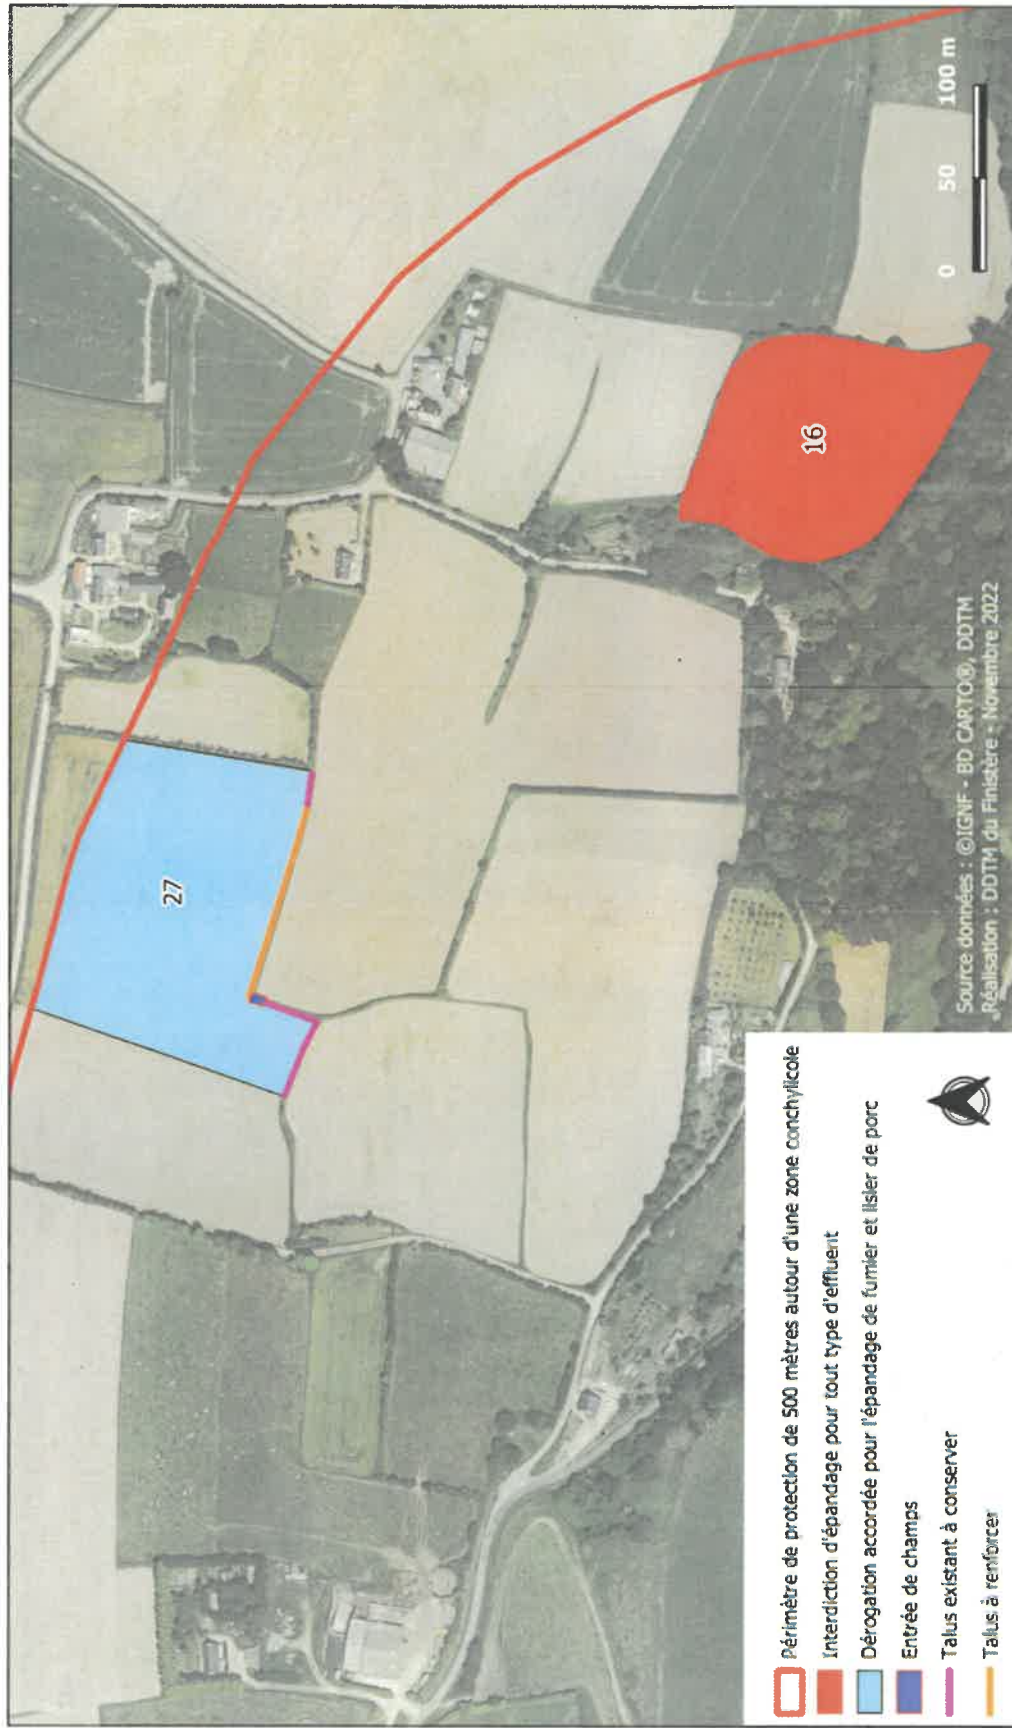 27
16
0 50 100 m
Source données : ©IGNF - BD CARTO®, DDTM
Réalisation : DDTM du Finistère - Novembre 2022
Périmètre de protection de 500 mètres autour d'une zone conchylicole
Interdiction d'épandage pour tout type d'effluent
Dérogation accordée pour l'épandage de fumier et lisier de porc
Entrée de champs
Talus existant à conserver
Talus à renforcer